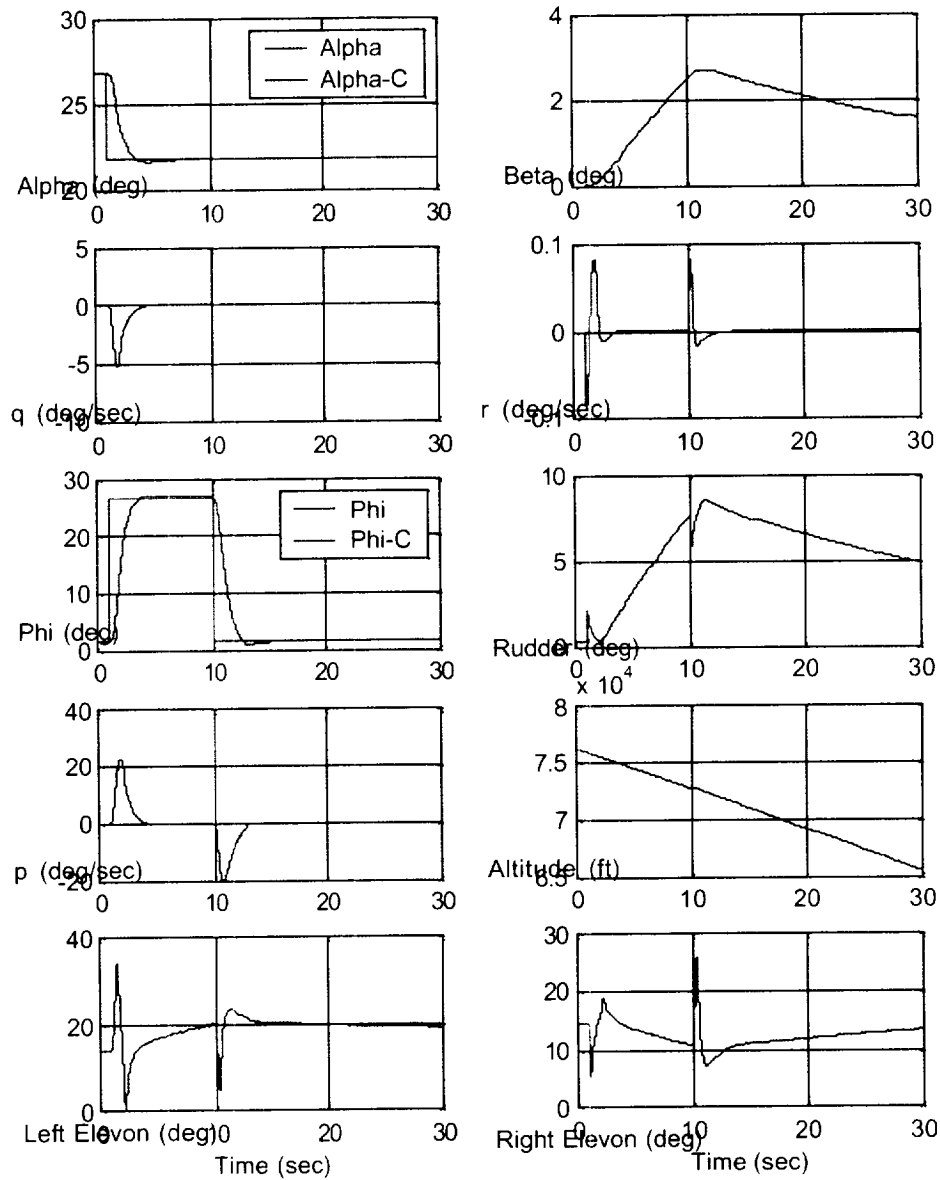 30
Alpha
Alpha-C
25
20
Alpha (deg)
0 10 20 30
4
2
0
Beta (deg)
0 10 20 30
5
0
-5
-10
q (deg/sec)
0 10 20 30
0.1
0
-0.1
r (deg/sec)
0 10 20 30
30
Phi
Phi-C
20
10
0
Phi (deg)
0 10 20 30
10
5
0
Rudder (deg)
0 10 20 30
40
20
0
-20
p (deg/sec)
0 10 20 30
x 10^4
8
7.5
7
6.5
Altitude (ft)
0 10 20 30
40
20
0
Left Elevon (deg)
0 10 20 30
Time (sec)
30
20
10
0
Right Elevon (deg)
0 10 20 30
Time (sec)